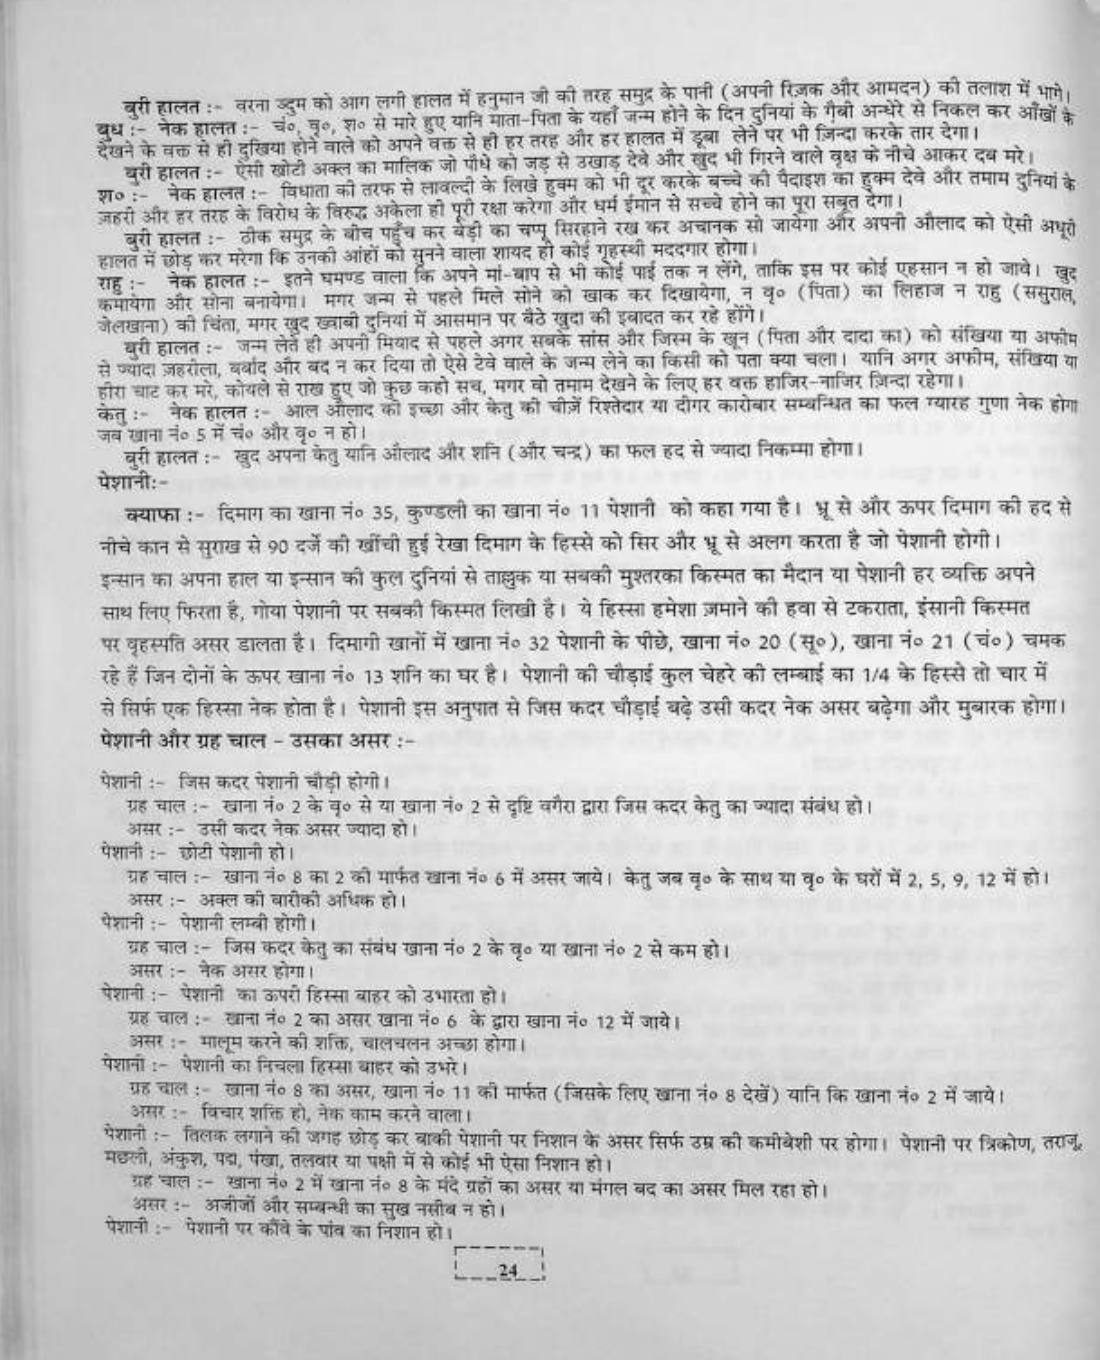 बुरी हालत :- वरना दुम को आग लगी हालत में हनुमान जी की तरह समुद्र के पानी (अपनी रिज़क और आमदन) की तलाश में भागे।
बुध :- नेक हालत :- चं०, वृ०, श० से मारे हुए यानि माता-पिता के यहाँ जन्म होने के दिन दुनियां के गैबी अन्धेरे से निकल कर आँखों के
देखने के वक्त से ही दुखिया होने वाले को अपने वक्त से ही हर तरह और हर हालत में डूबा लेने पर भी ज़िन्दा करके तार देगा।
बुरी हालत :- ऐसी खोटी अक्ल का मालिक जो पौधे को जड़ से उखाड़ देवे और खुद भी गिरने वाले वृक्ष के नीचे आकर दब मरे।
श० :- नेक हालत :- विधाता की तरफ से लावल्दी के लिखे हुक्म को भी दूर करके बच्चे की पैदाइश का हुक्म देवे और तमाम दुनियां के
ज़हरी और हर तरह के विरोध के विरुद्ध अकेला ही पूरी रक्षा करेगा और धर्म ईमान से सच्चे होने का पूरा सबूत देगा।
बुरी हालत :- ठीक समुद्र के बीच पहुँच कर बेड़ी का चप्पू सिरहाने रख कर अचानक सो जायेगा और अपनी औलाद को ऐसी अधूरी
हालत में छोड़ कर मरेगा कि उनकी आंहों को सुनने वाला शायद ही कोई गृहस्थी मददगार होगा।
राहु :- नेक हालत :- इतने घमण्ड वाला कि अपने मां-बाप से भी कोई पाई तक न लेंगे, ताकि इस पर कोई एहसान न हो जावे। खुद
कमायेगा और सोना बनायेगा। मगर जन्म से पहले मिले सोने को खाक कर दिखायेगा, न वृ० (पिता) का लिहाज न राहु (ससुराल,
जेलखाना) की चिंता, मगर खुद ख्वाबी दुनियां में आसमान पर बैठे खुदा की इबादत कर रहे होंगे।
बुरी हालत :- जन्म लेते ही अपनी मियाद से पहले अगर सबके सांस और जिस्म के खून (पिता और दादा का) को संखिया या अफीम
से ज्यादा ज़हरीला, बर्बाद और बद न कर दिया तो ऐसे टेवे वाले के जन्म लेने का किसी को पता क्या चला। यानि अगर अफीम, संखिया या
हीरा चाट कर मरे, कोयले से राख हुए जो कुछ कहो सच, मगर वो तमाम देखने के लिए हर वक्त हाजिर-नाजिर ज़िन्दा रहेगा।
केतु :- नेक हालत :- आल औलाद की इच्छा और केतु की चीज़ें रिश्तेदार या दीगर कारोबार सम्बन्धित का फल ग्यारह गुणा नेक होगा
जब खाना नं० 5 में चं० और वृ० न हो।
बुरी हालत :- खुद अपना केतु यानि औलाद और शनि (और चन्द्र) का फल हद से ज्यादा निकम्मा होगा।
पेशानी:-
क्याफा :- दिमाग का खाना नं० 35, कुण्डली का खाना नं० 11 पेशानी को कहा गया है। भ्रू से और ऊपर दिमाग की हद से
नीचे कान से सुराख से 90 दर्जे की खींची हुई रेखा दिमाग के हिस्से को सिर और भ्रू से अलग करता है जो पेशानी होगी।
इन्सान का अपना हाल या इन्सान की कुल दुनियां से ताल्लुक या सबकी मुश्तरका किस्मत का मैदान या पेशानी हर व्यक्ति अपने
साथ लिए फिरता है, गोया पेशानी पर सबकी किस्मत लिखी है। ये हिस्सा हमेशा ज़माने की हवा से टकराता, इंसानी किस्मत
पर वृहस्पति असर डालता है। दिमागी खानों में खाना नं० 32 पेशानी के पीछे, खाना नं० 20 (सू०), खाना नं० 21 (चं०) चमक
रहे हैं जिन दोनों के ऊपर खाना नं० 13 शनि का घर है। पेशानी की चौड़ाई कुल चेहरे की लम्बाई का 1/4 के हिस्से तो चार में
से सिर्फ एक हिस्सा नेक होता है। पेशानी इस अनुपात से जिस कदर चौड़ाई बढ़े उसी कदर नेक असर बढ़ेगा और मुबारक होगा।
पेशानी और ग्रह चाल - उसका असर :-
पेशानी :- जिस कदर पेशानी चौड़ी होगी।
ग्रह चाल :- खाना नं० 2 के वृ० से या खाना नं० 2 से दृष्टि वगैरा द्वारा जिस कदर केतु का ज्यादा संबंध हो।
असर :- उसी कदर नेक असर ज्यादा हो।
पेशानी :- छोटी पेशानी हो।
ग्रह चाल :- खाना नं० 8 का 2 की मार्फत खाना नं० 6 में असर जाये। केतु जब वृ० के साथ या वृ० के घरों में 2, 5, 9, 12 में हो।
असर :- अक्ल की बारीकी अधिक हो।
पेशानी :- पेशानी लम्बी होगी।
ग्रह चाल :- जिस कदर केतु का संबंध खाना नं० 2 के वृ० या खाना नं० 2 से कम हो।
असर :- नेक असर होगा।
पेशानी :- पेशानी का ऊपरी हिस्सा बाहर को उभारता हो।
ग्रह चाल :- खाना नं० 2 का असर खाना नं० 6 के द्वारा खाना नं० 12 में जाये।
असर :- मालूम करने की शक्ति, चालचलन अच्छा होगा।
पेशानी :- पेशानी का निचला हिस्सा बाहर को उभरे।
ग्रह चाल :- खाना नं० 8 का असर, खाना नं० 11 की मार्फत (जिसके लिए खाना नं० 8 देखें) यानि कि खाना नं० 2 में जाये।
असर :- विचार शक्ति हो, नेक काम करने वाला।
पेशानी :- तिलक लगाने की जगह छोड़ कर बाकी पेशानी पर निशान के असर सिर्फ उम्र की कमीबेशी पर होगा। पेशानी पर त्रिकोण, तराजू,
मछली, अंकुश, पद्म, पंखा, तलवार या पक्षी में से कोई भी ऐसा निशान हो।
ग्रह चाल :- खाना नं० 2 में खाना नं० 8 के मंदे ग्रहों का असर या मंगल बद का असर मिल रहा हो।
असर :- अजीजों और सम्बन्धी का सुख नसीब न हो।
पेशानी :- पेशानी पर कौवे के पांव का निशान हो।
24